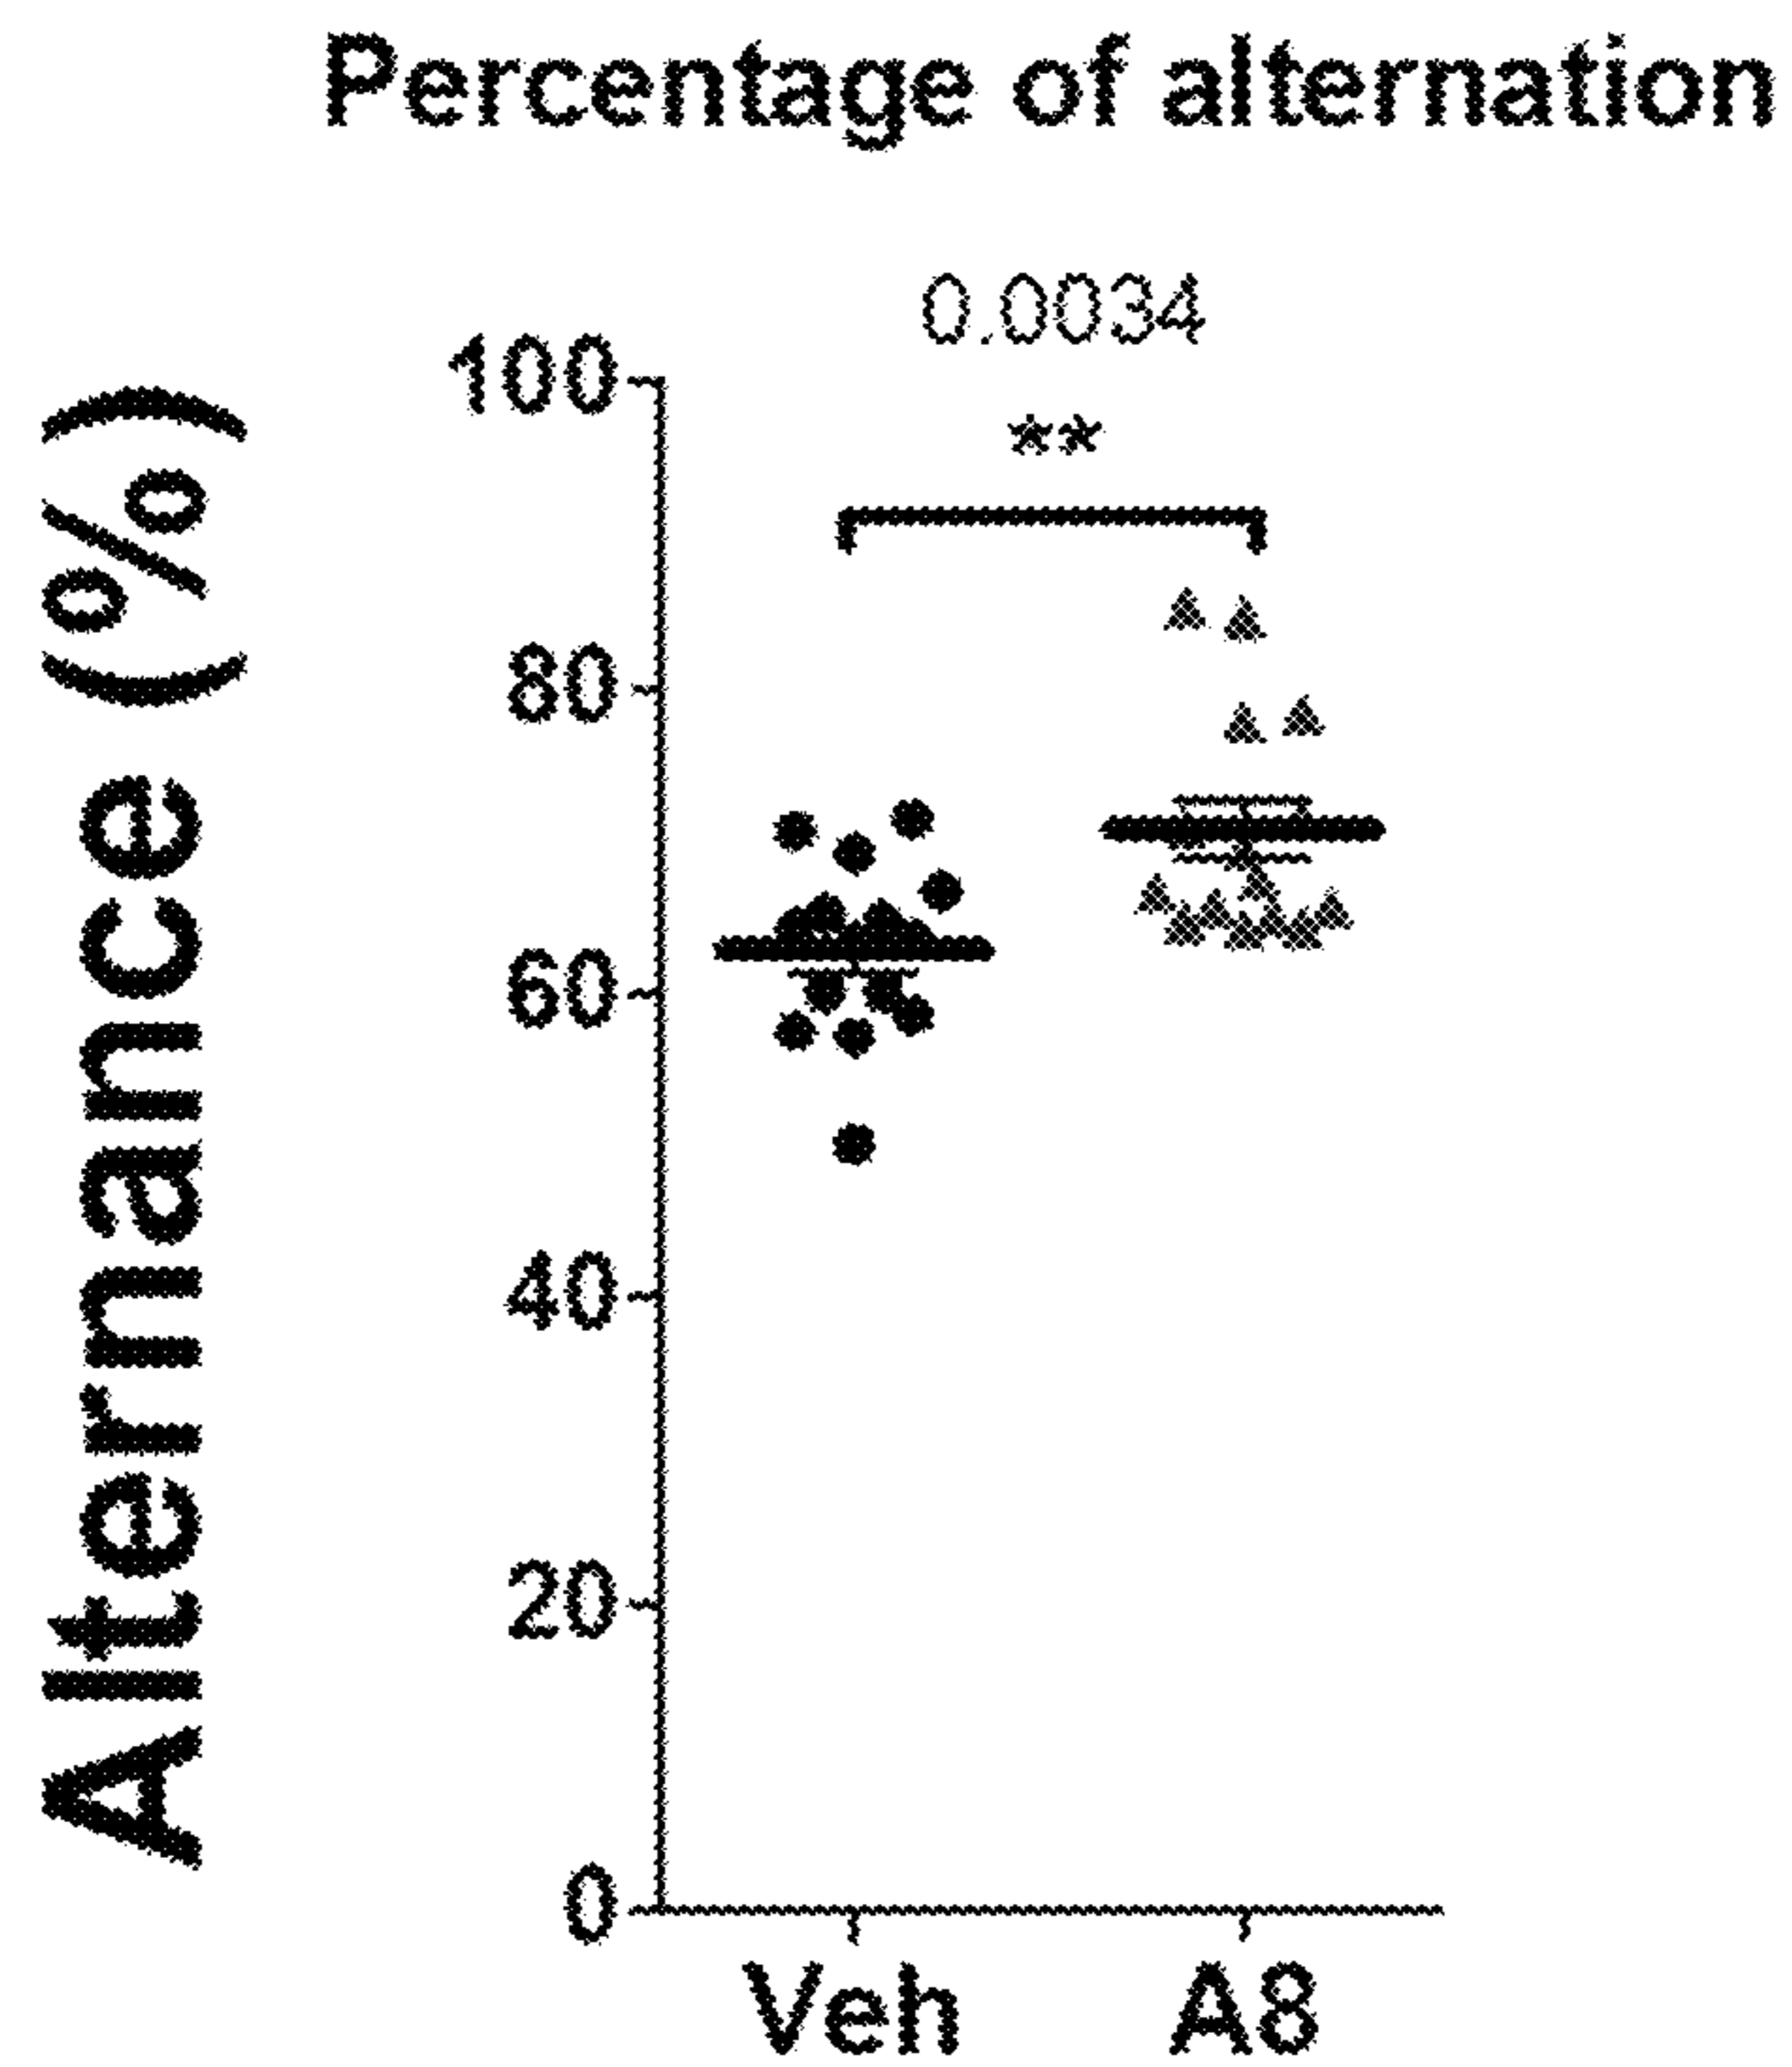 Percentage of alternation
0.0034
**
Alternance (%)
100
80
60
40
20
0
Veh A8